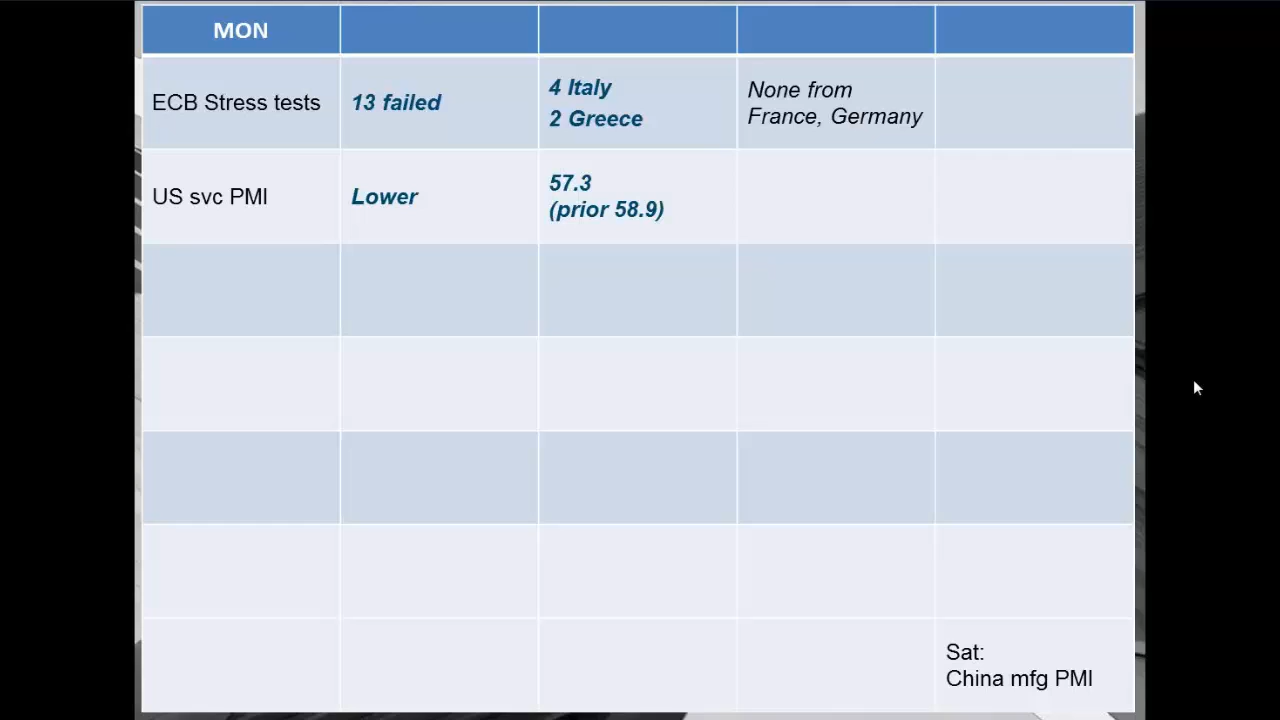 MON
ECB Stress tests
13 failed
4 Italy
2 Greece
None from
France, Germany
US svc PMI
Lower
57.3
(prior 58.9)
Sat:
China mfg PMI